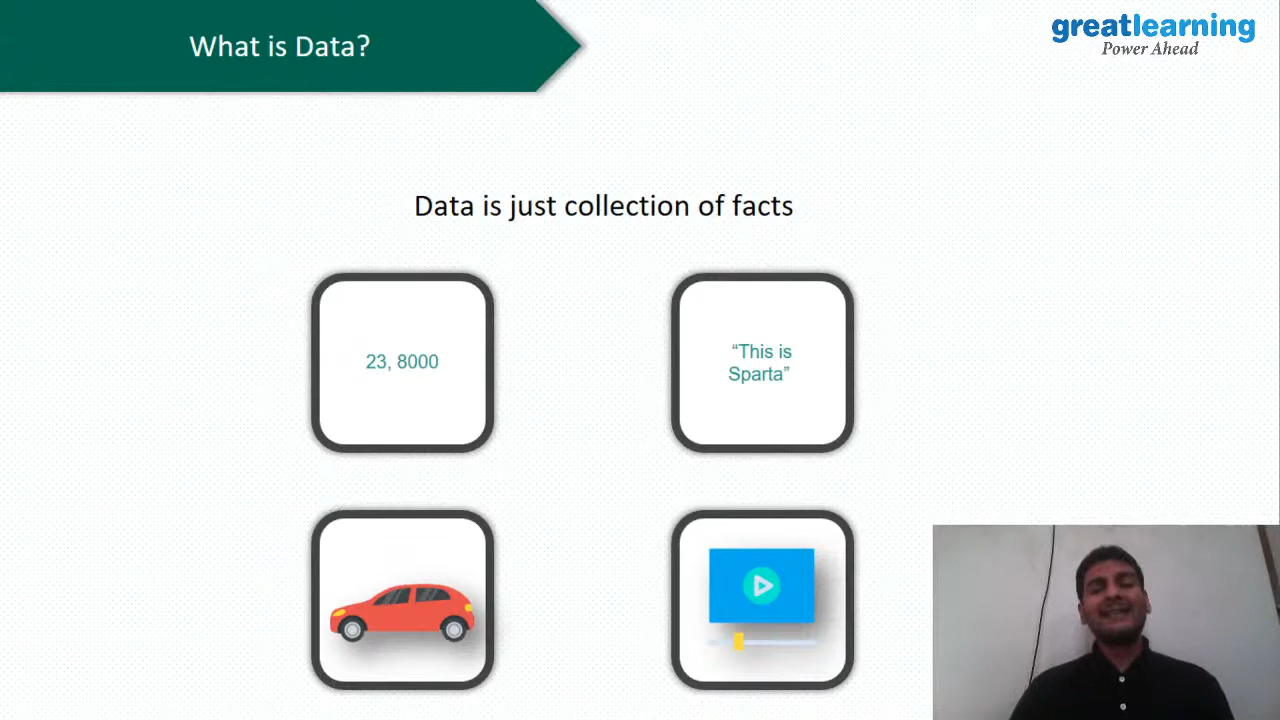 What is Data?
greatlearning
Power Ahead
Data is just collection of facts
23, 8000
“This is
Sparta”